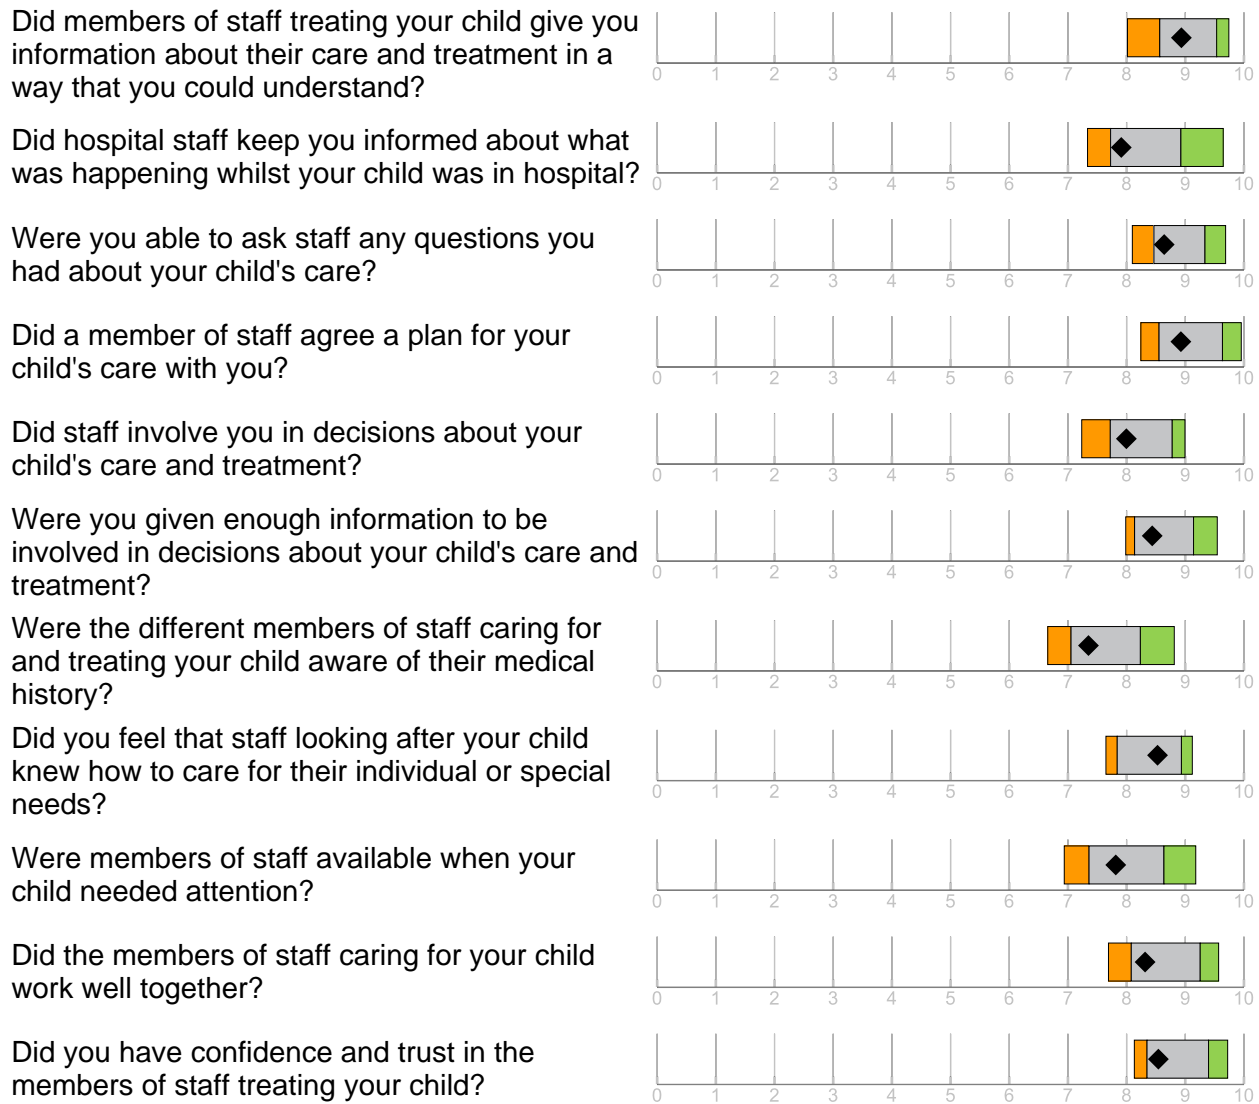 Did members of staff treating your child give you
information about their care and treatment in a
way that you could understand?
0 1 2 3 4 5 6 7 8 9 10
Did hospital staff keep you informed about what
was happening whilst your child was in hospital?
0 1 2 3 4 5 6 7 8 9 10
Were you able to ask staff any questions you
had about your child's care?
0 1 2 3 4 5 6 7 8 9 10
Did a member of staff agree a plan for your
child's care with you?
0 1 2 3 4 5 6 7 8 9 10
Did staff involve you in decisions about your
child's care and treatment?
0 1 2 3 4 5 6 7 8 9 10
Were you given enough information to be
involved in decisions about your child's care and
treatment?
0 1 2 3 4 5 6 7 8 9 10
Were the different members of staff caring for
and treating your child aware of their medical
history?
0 1 2 3 4 5 6 7 8 9 10
Did you feel that staff looking after your child
knew how to care for their individual or special
needs?
0 1 2 3 4 5 6 7 8 9 10
Were members of staff available when your
child needed attention?
0 1 2 3 4 5 6 7 8 9 10
Did the members of staff caring for your child
work well together?
0 1 2 3 4 5 6 7 8 9 10
Did you have confidence and trust in the
members of staff treating your child?
0 1 2 3 4 5 6 7 8 9 10